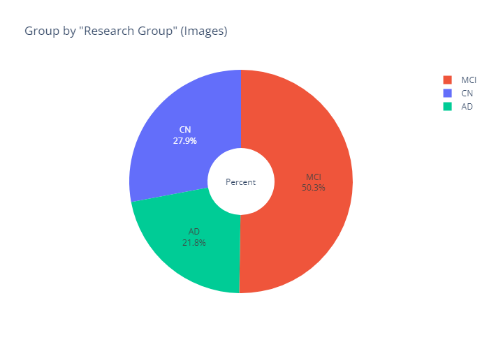 Group by "Research Group" (Images)
MCI
CN
AD
CN
27.9%
MCI
50.3%
Percent
AD
21.8%